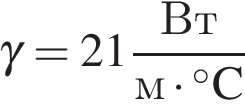 γ = 21 Вт / (м · °C)